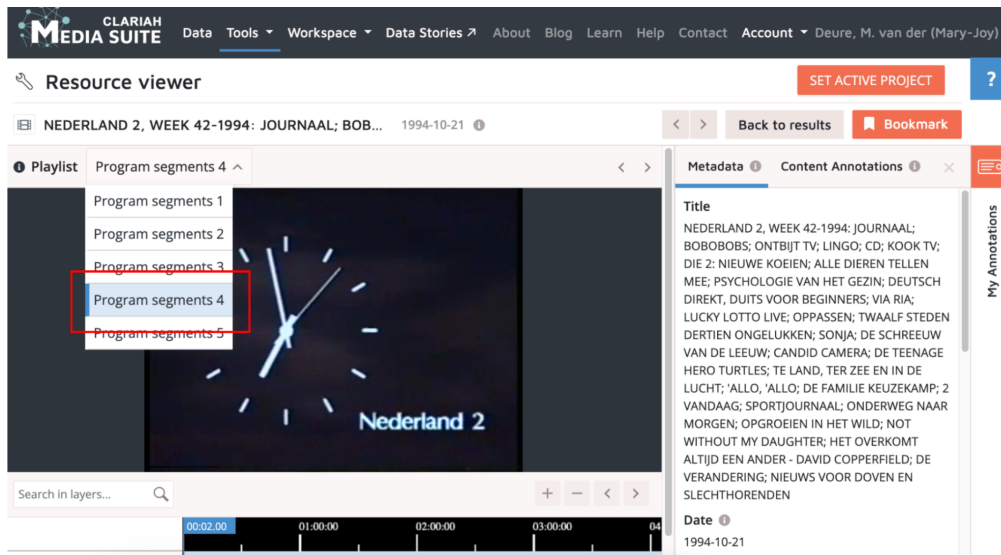 CLARIAH
MEDIA SUITE
Data Tools Workspace Data Stories About Blog Learn Help Contact Account Deure, M. van der (Mary-Joy)
Resource viewer
SET ACTIVE PROJECT
?
NEDERLAND 2, WEEK 42-1994: JOURNAAL; BOB... 1994-10-21
< > Back to results Bookmark
Playlist Program segments 4
< >
Program segments 1
Program segments 2
Program segments 3
Program segments 4
Program segments 5
Nederland 2
Search in layers...
+ − < >
00:02.00 01:00:00 02:00:00 03:00:00 04
Metadata Content Annotations ×
Title
NEDERLAND 2, WEEK 42-1994: JOURNAAL;
BOBOBOBS; ONTBIJT TV; LINGO; CD; KOOK TV;
DIE 2: NIEUWE KOEIEN; ALLE DIEREN TELLEN
MEE; PSYCHOLOGIE VAN HET GEZIN; DEUTSCH
DIREKT, DUITS VOOR BEGINNERS; VIA RIA;
LUCKY LOTTO LIVE; OPPASSEN; TWAALF STEDEN
DERTIEN ONGELUKKEN; SONJA; DE SCHREEUW
VAN DE LEEUW; CANDID CAMERA; DE TEENAGE
HERO TURTLES; TE LAND, TER ZEE EN IN DE
LUCHT; 'ALLO, 'ALLO; DE FAMILIE KEUZEKAMP; 2
VANDAAG; SPORTJOURNAAL; ONDERWEG NAAR
MORGEN; OPGROEIEN IN HET WILD; NOT
WITHOUT MY DAUGHTER; HET OVERKOMT
ALTIJD EEN ANDER - DAVID COPPERFIELD; DE
VERANDERING; NIEUWS VOOR DOVEN EN
SLECHTHORENDEN
Date
1994-10-21
My Annotations